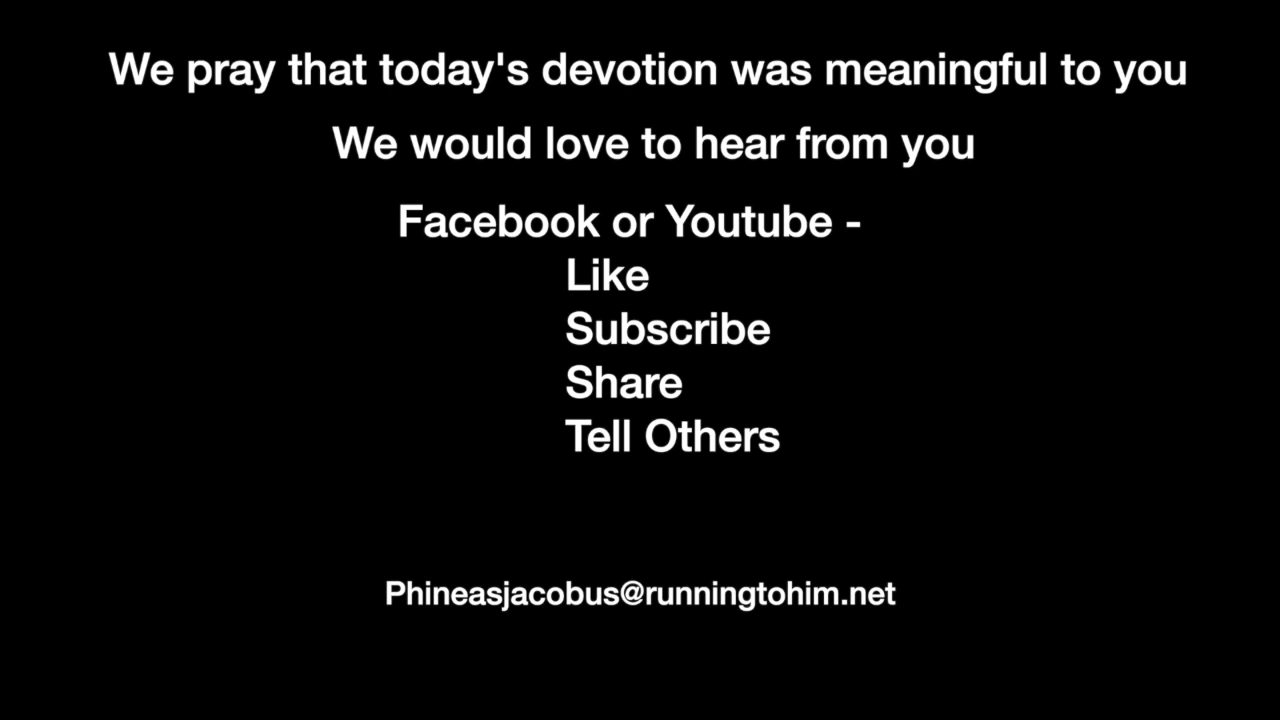 We pray that today's devotion was meaningful to you
We would love to hear from you
Facebook or Youtube -
Like
Subscribe
Share
Tell Others
Phineasjacobus@runningtohim.net